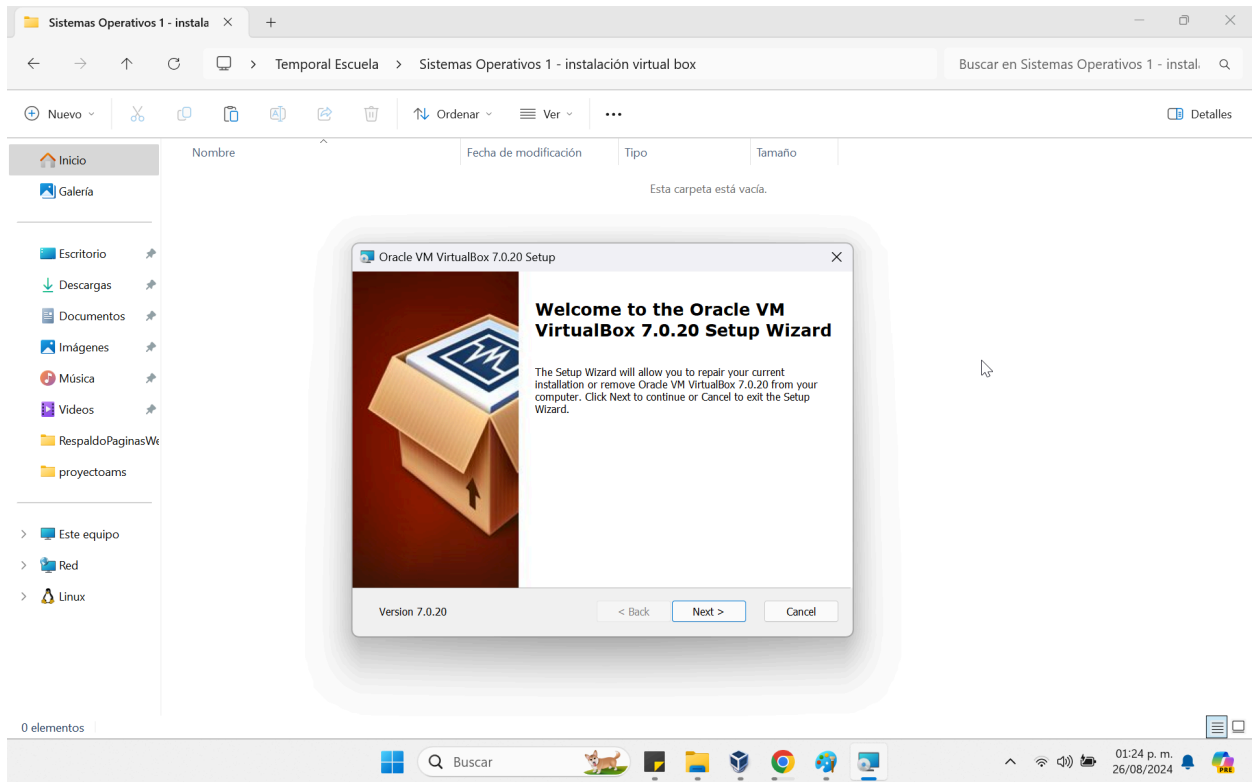 Sistemas Operativos 1 - instala
Temporal Escuela > Sistemas Operativos 1 - instalación virtual box
Buscar en Sistemas Operativos 1 - instal
Nuevo
Ordenar
Ver
Detalles
Nombre
Fecha de modificación
Tipo
Tamaño
Esta carpeta está vacía.
Inicio
Galería
Escritorio
Descargas
Documentos
Imágenes
Música
Videos
RespaldoPaginasWe
proyectoams
Este equipo
Red
Linux
Oracle VM VirtualBox 7.0.20 Setup
Welcome to the Oracle VM
VirtualBox 7.0.20 Setup Wizard
The Setup Wizard will allow you to repair your current
installation or remove Oracle VM VirtualBox 7.0.20 from your
computer. Click Next to continue or Cancel to exit the Setup
Wizard.
Version 7.0.20
< Back
Next >
Cancel
0 elementos
Buscar
01:24 p. m.
26/08/2024
PRE